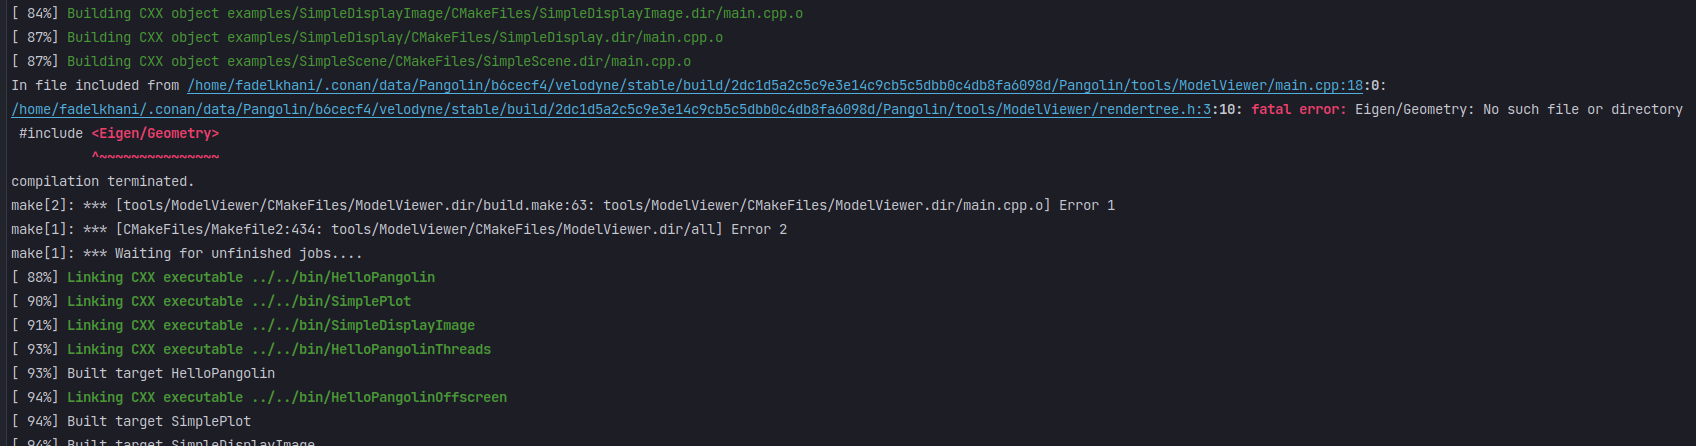 [ 84%] Building CXX object examples/SimpleDisplayImage/CMakeFiles/SimpleDisplayImage.dir/main.cpp.o
[ 87%] Building CXX object examples/SimpleDisplay/CMakeFiles/SimpleDisplay.dir/main.cpp.o
[ 87%] Building CXX object examples/SimpleScene/CMakeFiles/SimpleScene.dir/main.cpp.o
In file included from /home/fadelkhani/.conan/data/Pangolin/b6cecf4/velodyne/stable/build/2dc1d5a2c5c9e3e14c9cb5c5dbb0c4db8fa6098d/Pangolin/tools/ModelViewer/main.cpp:18:0:
/home/fadelkhani/.conan/data/Pangolin/b6cecf4/velodyne/stable/build/2dc1d5a2c5c9e3e14c9cb5c5dbb0c4db8fa6098d/Pangolin/tools/ModelViewer/rendertree.h:3:10: fatal error: Eigen/Geometry: No such file or directory
 #include <Eigen/Geometry>
          ^~~~~~~~~~~~~~~~
compilation terminated.
make[2]: *** [tools/ModelViewer/CMakeFiles/ModelViewer.dir/build.make:63: tools/ModelViewer/CMakeFiles/ModelViewer.dir/main.cpp.o] Error 1
make[1]: *** [CMakeFiles/Makefile2:434: tools/ModelViewer/CMakeFiles/ModelViewer.dir/all] Error 2
make[1]: *** Waiting for unfinished jobs....
[ 88%] Linking CXX executable ../../bin/HelloPangolin
[ 90%] Linking CXX executable ../../bin/SimplePlot
[ 91%] Linking CXX executable ../../bin/SimpleDisplayImage
[ 93%] Linking CXX executable ../../bin/HelloPangolinThreads
[ 93%] Built target HelloPangolin
[ 94%] Linking CXX executable ../../bin/HelloPangolinOffscreen
[ 94%] Built target SimplePlot
[ 94%] Built target SimpleDisplayImage